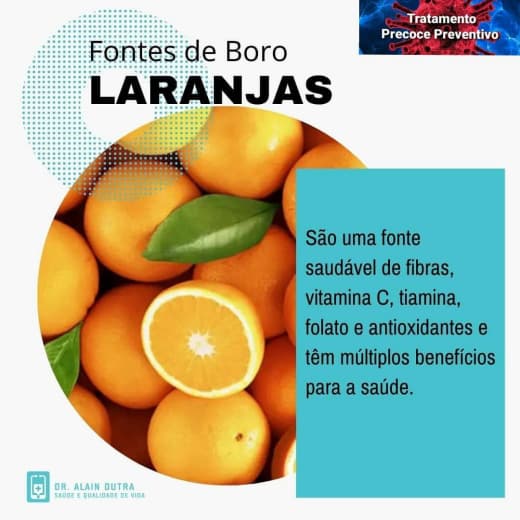 Tratamento
Precoce Preventivo
Fontes de Boro
LARANJAS
São uma fonte
saudável de fibras,
vitamina C, tiamina,
folato e antioxidantes e
têm múltiplos benefícios
para a saúde.
DR. ALAIN DUTRA
SAÚDE E QUALIDADE DE VIDA